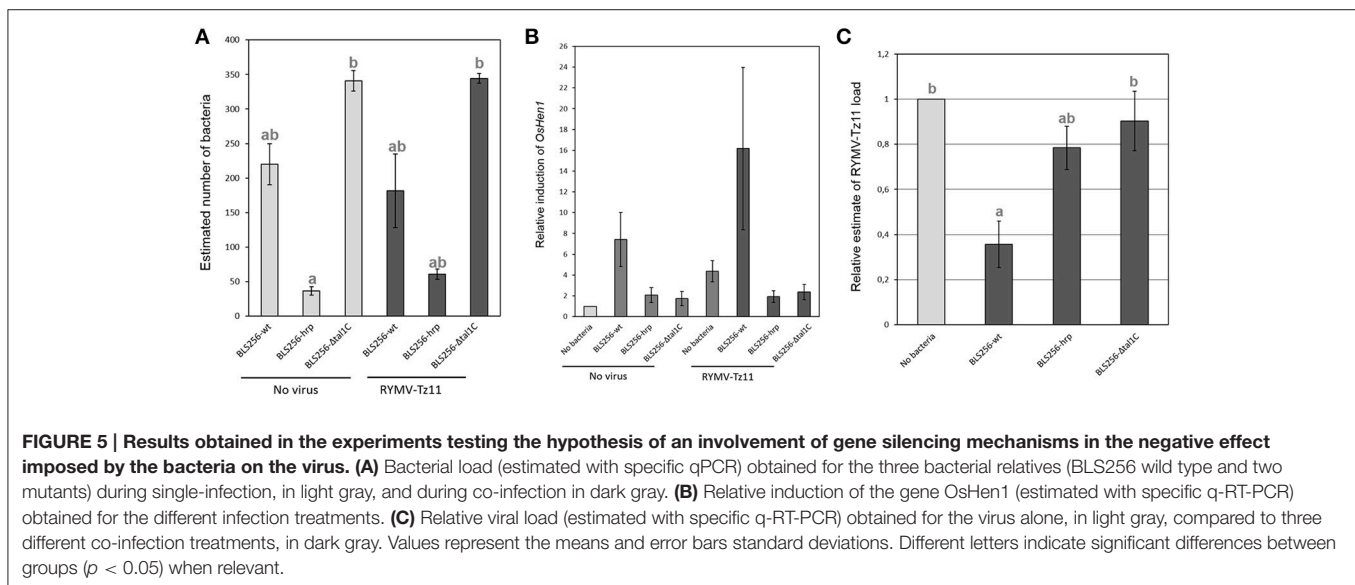 A
Estimated number of bacteria
400
350
300
250
200
150
100
50
0
ab
a
b
ab
ab
b
BLS256-wt
BLS256-hrp
BLS256-Δtal1C
BLS256-wt
BLS256-hrp
BLS256-Δtal1C
No virus
RYMV-Tz11
B
Relative induction of OsHen1
26
24
22
20
18
16
14
12
10
8
6
4
2
0
No bacteria
BLS256-wt
BLS256-hrp
BLS256-Δtal1C
No bacteria
BLS256-wt
BLS256-hrp
BLS256-Δtal1C
No virus
RYMV-Tz11
C
Relative estimate of RYMV-Tz11 load
1,2
1
0,8
0,6
0,4
0,2
0
b
a
ab
b
No bacteria
BLS256-wt
BLS256-hrp
BLS256-Δtal1C
FIGURE 5 | Results obtained in the experiments testing the hypothesis of an involvement of gene silencing mechanisms in the negative effect
imposed by the bacteria on the virus. (A) Bacterial load (estimated with specific qPCR) obtained for the three bacterial relatives (BLS256 wild type and two
mutants) during single-infection, in light gray, and during co-infection in dark gray. (B) Relative induction of the gene OsHen1 (estimated with specific q-RT-PCR)
obtained for the different infection treatments. (C) Relative viral load (estimated with specific q-RT-PCR) obtained for the virus alone, in light gray, compared to three
different co-infection treatments, in dark gray. Values represent the means and error bars standard deviations. Different letters indicate significant differences between
groups (p < 0.05) when relevant.